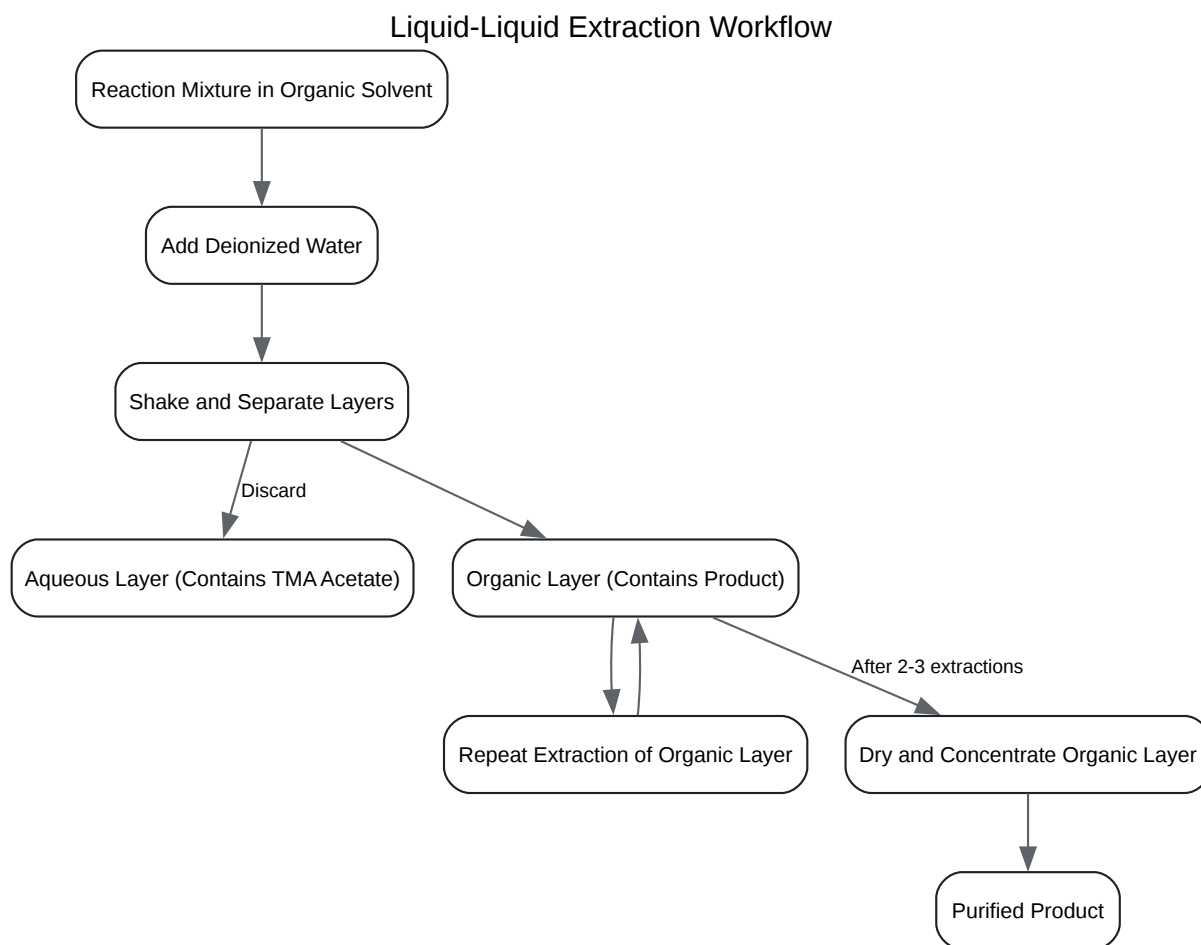 Liquid-Liquid Extraction Workflow
Reaction Mixture in Organic Solvent
Add Deionized Water
Shake and Separate Layers
Discard
Aqueous Layer (Contains TMA Acetate)
Organic Layer (Contains Product)
After 2-3 extractions
Repeat Extraction of Organic Layer
Dry and Concentrate Organic Layer
Purified Product